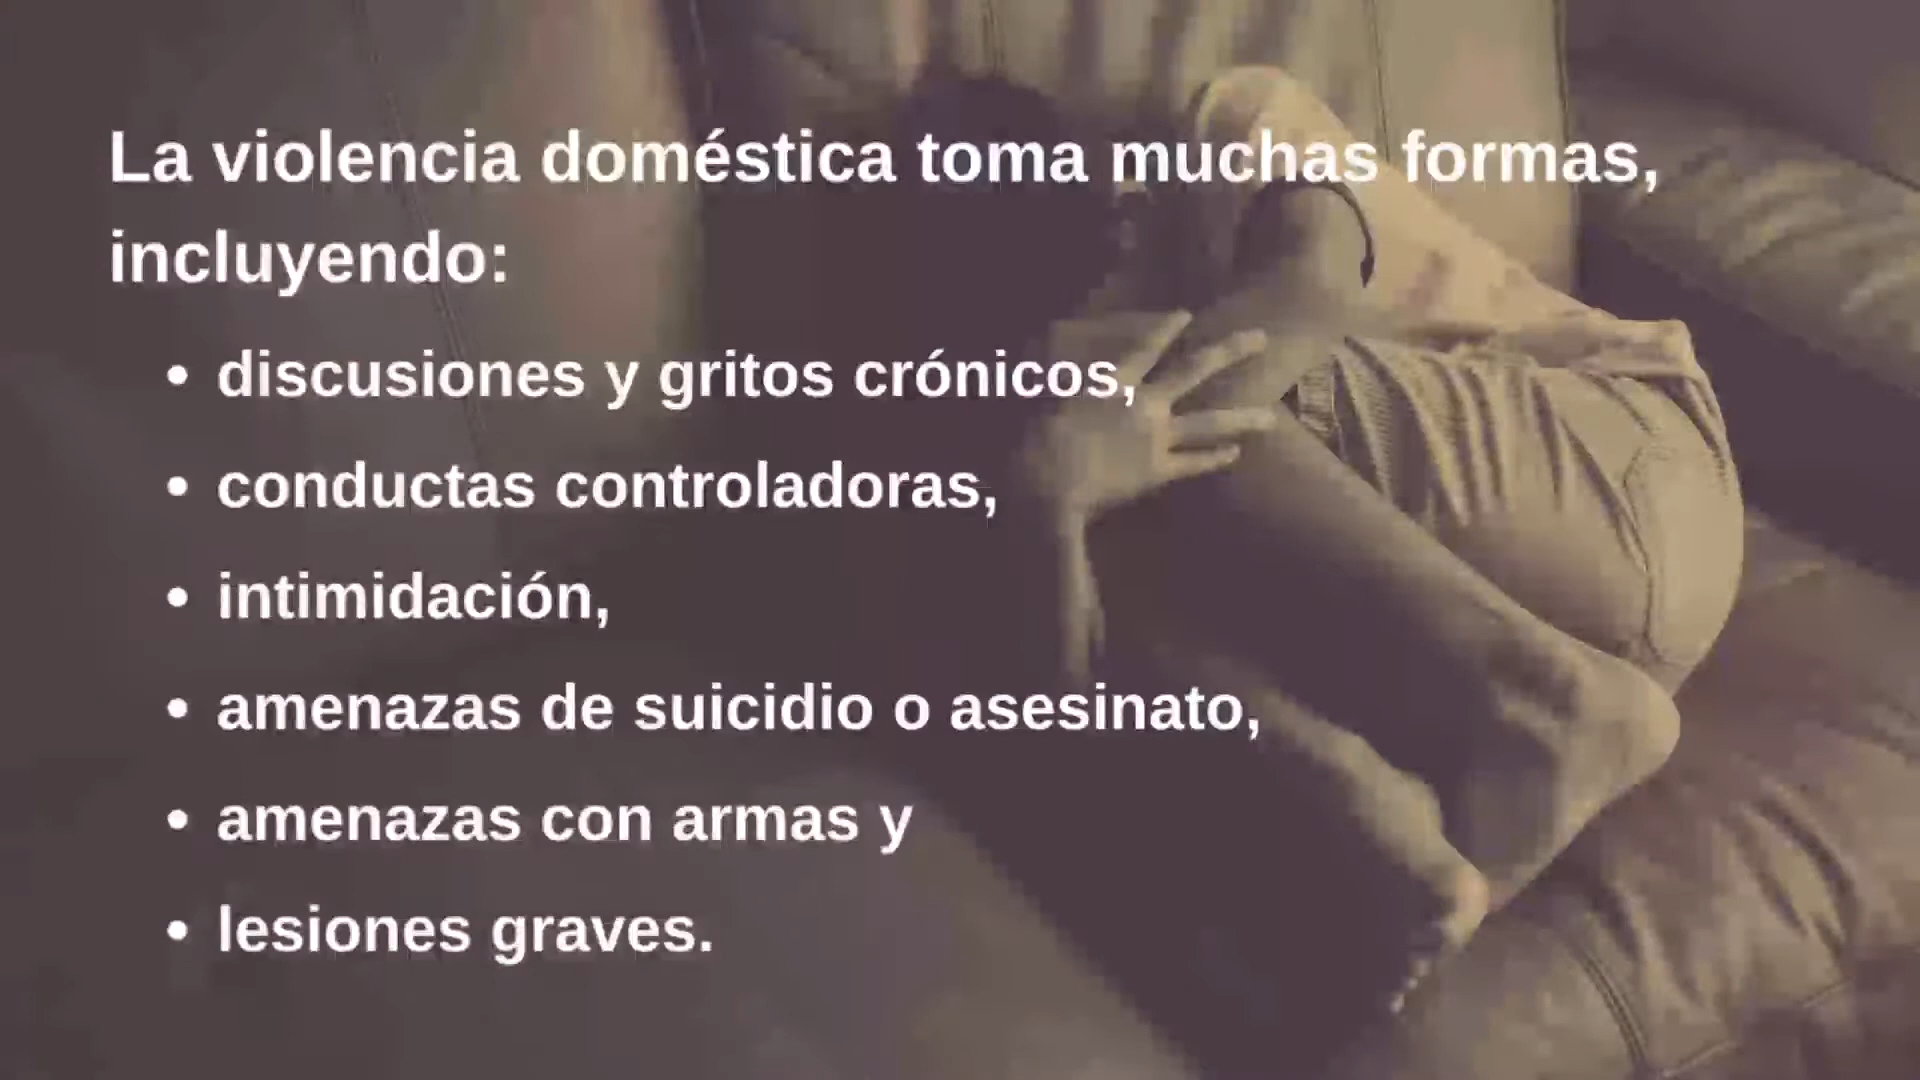 La violencia doméstica toma muchas formas,
incluyendo:
• discusiones y gritos crónicos,
• conductas controladoras,
• intimidación,
• amenazas de suicidio o asesinato,
• amenazas con armas y
• lesiones graves.